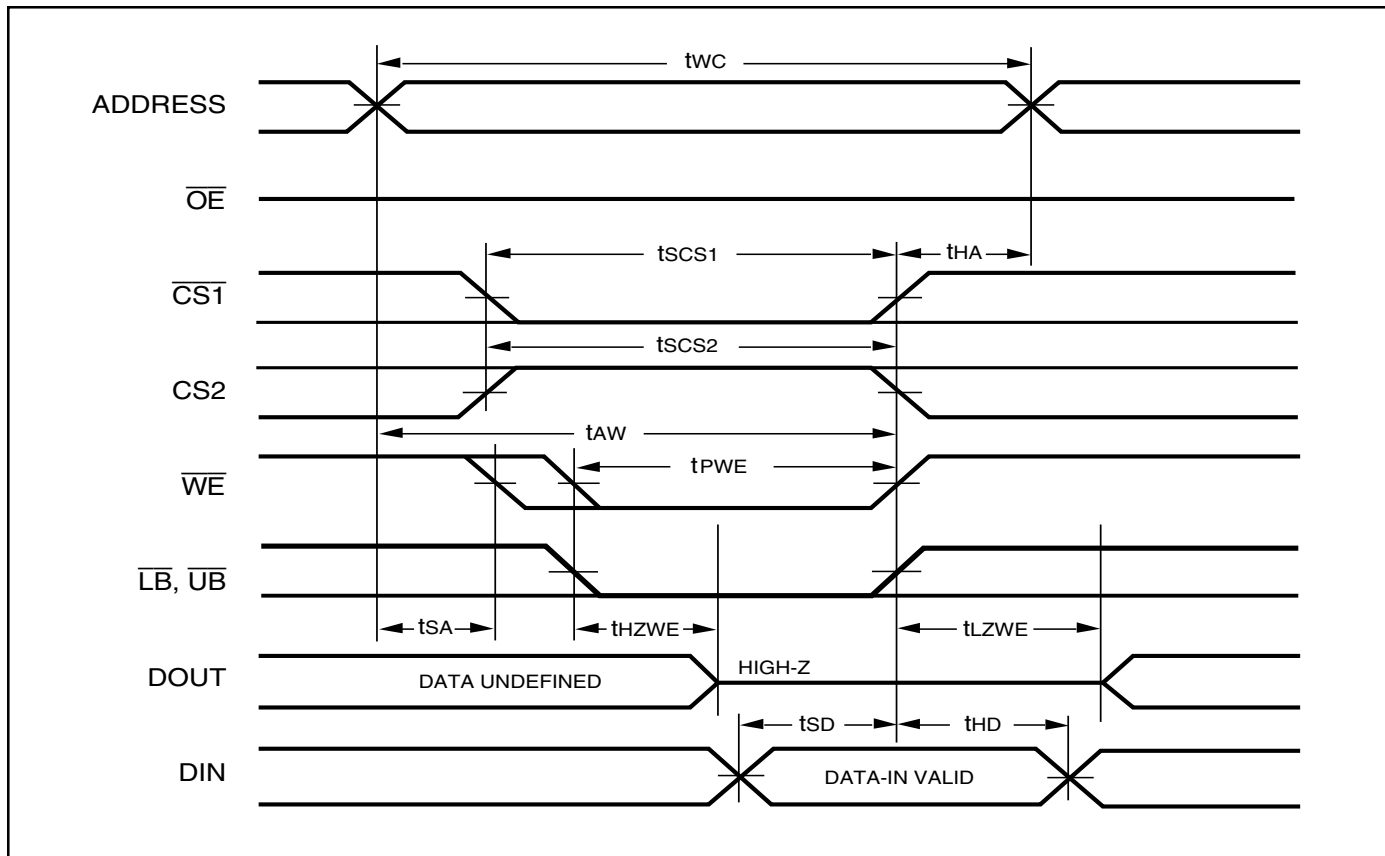 tWC
ADDRESS
OE
tSCS1
tHA
CS1
tSCS2
CS2
tAW
tPWE
WE
LB, UB
tSA
tHZWE
tLZWE
DOUT
DATA UNDEFINED
HIGH-Z
tSD
tHD
DIN
DATA-IN VALID